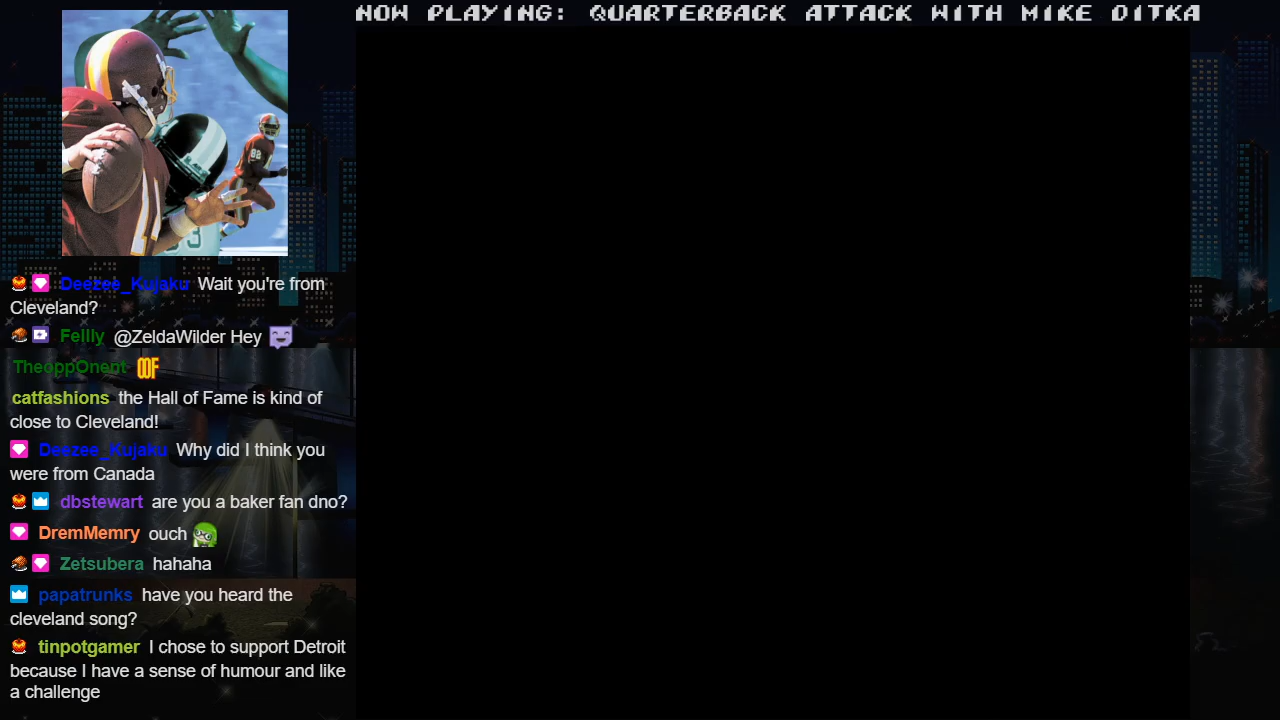 NOW PLAYING: QUARTERBACK ATTACK WITH MIKE DITKA
82
Deezee_Kujaku Wait you're from
Cleveland?
Fellly @ZeldaWilder Hey
TheoppOnent OOF
catfashions the Hall of Fame is kind of
close to Cleveland!
Deezee_Kujaku Why did I think you
were from Canada
dbstewart are you a baker fan dno?
DremMemry ouch
Zetsubera hahaha
papatrunks have you heard the
cleveland song?
tinpotgamer I chose to support Detroit
because I have a sense of humour and like
a challenge